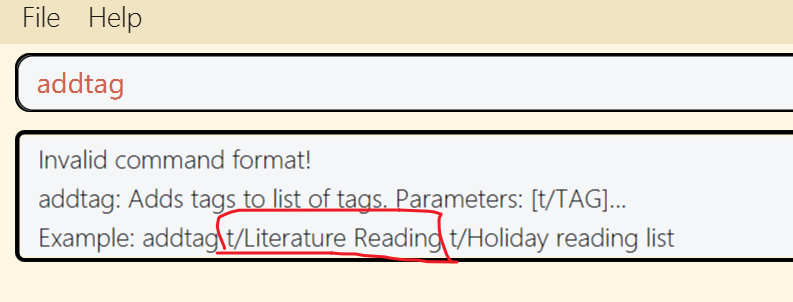 File Help
addtag
Invalid command format!
addtag: Adds tags to list of tags. Parameters: [t/TAG]...
Example: addtag t/Literature Reading t/Holiday reading list